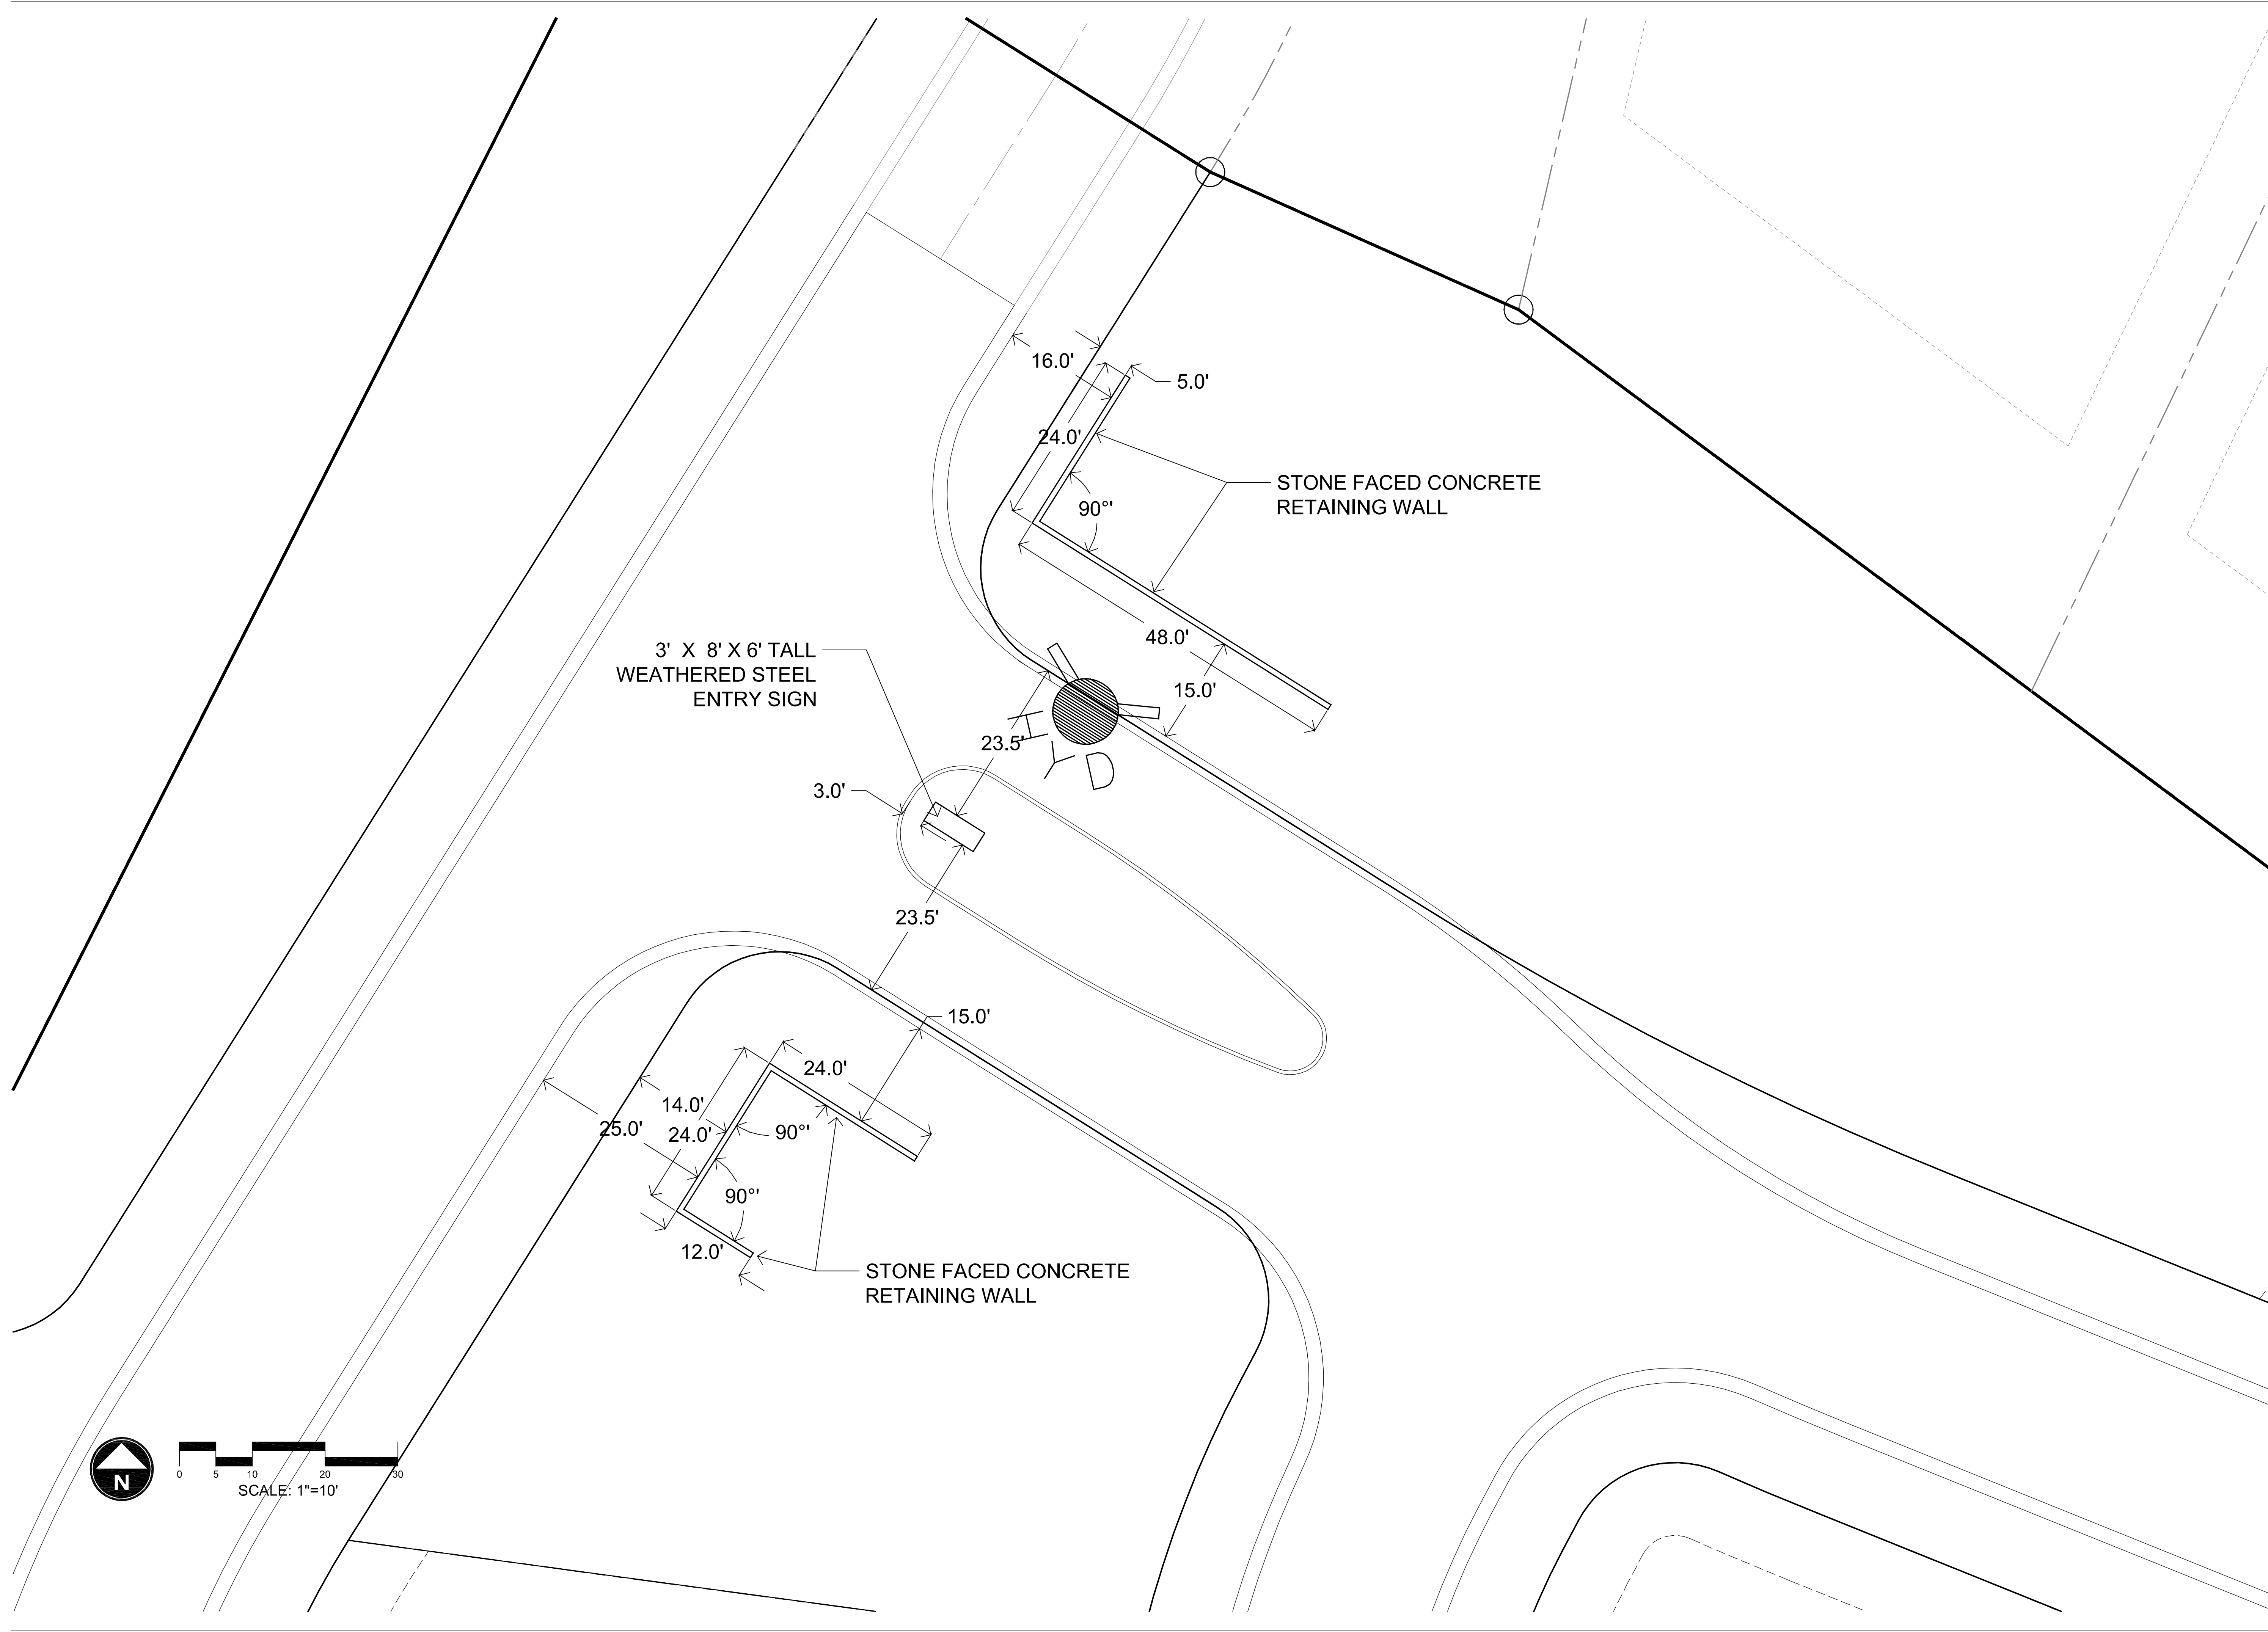 16.0'
5.0'
24.0'
STONE FACED CONCRETE
RETAINING WALL
90°'
48.0'
3' X 8' X 6' TALL
WEATHERED STEEL
ENTRY SIGN
15.0'
HYD
23.5'
3.0'
23.5'
15.0'
24.0'
14.0'
25.0'
24.0'
90°'
90°'
12.0'
STONE FACED CONCRETE
RETAINING WALL
N
0 5 10 20 30
SCALE: 1"=10'